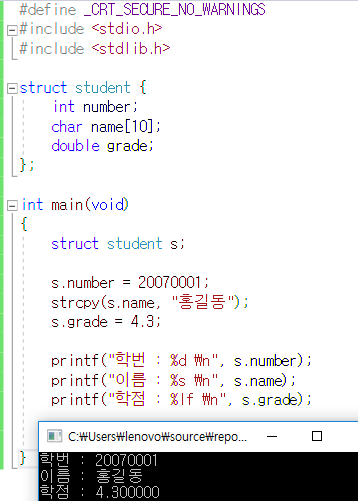 #define _CRT_SECURE_NO_WARNINGS
#include <stdio.h>
#include <stdlib.h>
struct student {
int number;
char name[10];
double grade;
};
int main(void)
{
struct student s;
s.number = 20070001;
strcpy(s.name, "홍길동");
s.grade = 4.3;
printf("학번 : %d ₩n", s.number);
printf("이름 : %s ₩n", s.name);
printf("학점 : %lf ₩n", s.grade);
}
C:₩Users₩lenovo₩source₩repo...
학번 : 20070001
이름 : 홍길동
학점 : 4.300000